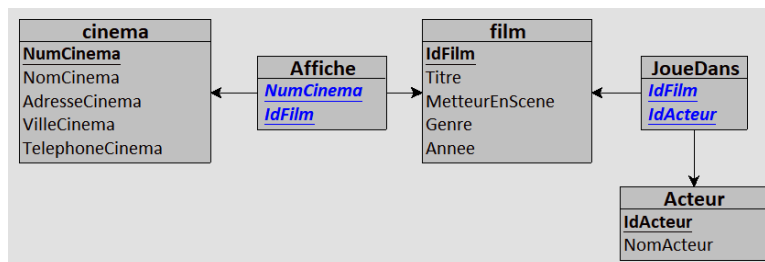 cinema
NumCinema
NomCinema
AdresseCinema
VilleCinema
TelephoneCinema
Affiche
NumCinema
IdFilm
film
IdFilm
Titre
MetteurEnScene
Genre
Annee
JoueDans
IdFilm
IdActeur
Acteur
IdActeur
NomActeur